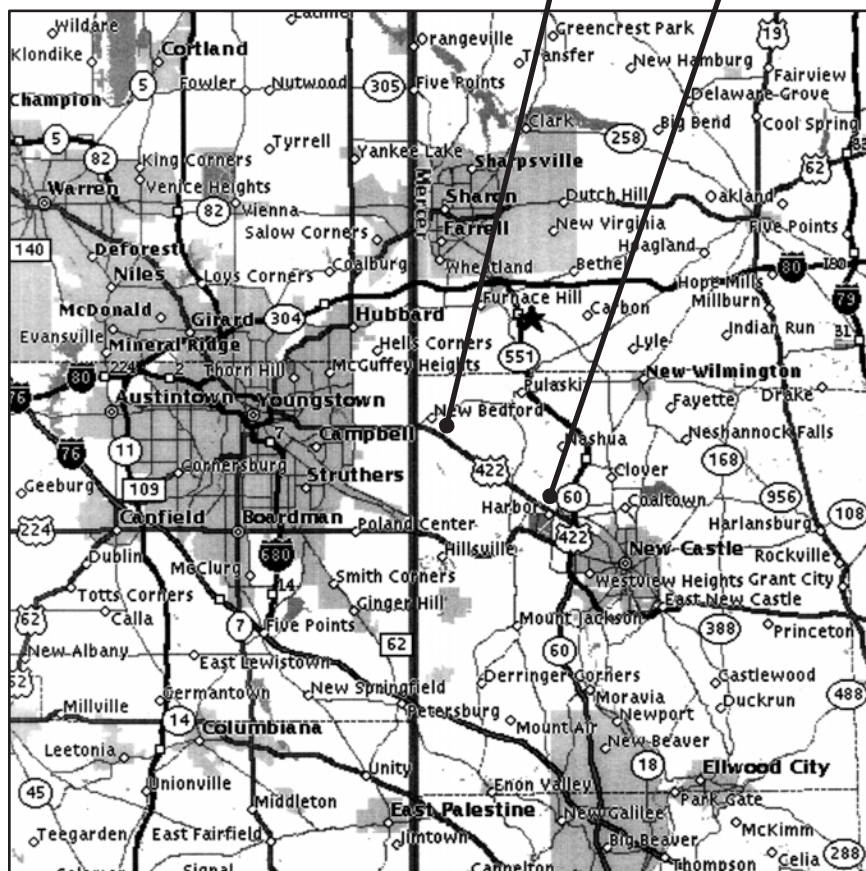 Latimer
Wildare
Klondike
Cortland
Orangeville
Greencrest Park
Transfer
19
New Hamburg
Fairview
5
Fowler
Nutwood
305
Five Points
Delaware Grove
Champion
Clark
Big Bend
Cool Spring
5
Tyrrell
258
82
King Corners
Yankee Lake
Sharpsville
62
Warren
Venice Heights
Mercer
Sharon
Dutch Hill
Oakland
82
Vienna
Farrell
New Virginia
Five Points
140
Salow Corners
Hoagland
Deforest
Wheatland
Bethel
80
I80
Niles
Loys Corners
Coalburg
Hope Mills
79
McDonald
Furnace Hill
Millburn
Girard
304
Hubbard
Carbon
Evansville
Hells Corners
Indian Run
31
Mineral Ridge
551
Lyle
224
2
Thorn Hill
McGuffey Heights
80
Pulaski
New Wilmington
Drake
76
Austintown
Youngstown
New Bedford
Fayette
7
Campbell
Nashua
Neshannock Falls
11
76
Cornersburg
422
168
Geeburg
109
Struthers
Clover
60
956
Harbor
Coaltown
108
224
Canfield
Boardman
Poland Center
422
Harlansburg
Dublin
680
Hillsville
New Castle
Rockville
McClurg
14
Smith Corners
Westview Heights
Grant City
Totts Corners
Ginger Hill
East New Castle
62
Calla
7
Five Points
62
Mount Jackson
388
Princeton
New Albany
East Lewistown
60
Derringer Corners
Castlewood
Germantown
New Springfield
Moravia
488
Millville
Petersburg
Newport
Duckrun
14
Columbiana
Mount Air
New Beaver
Leetonia
18
Ellwood City
Unity
45
Unionville
Enon Valley
Park Gate
Middleton
East Palestine
New Galilee
McKimm
Teegarden
East Fairfield
Jimtown
Big Beaver
288
Signal
Cannelton
Thompson
Celia